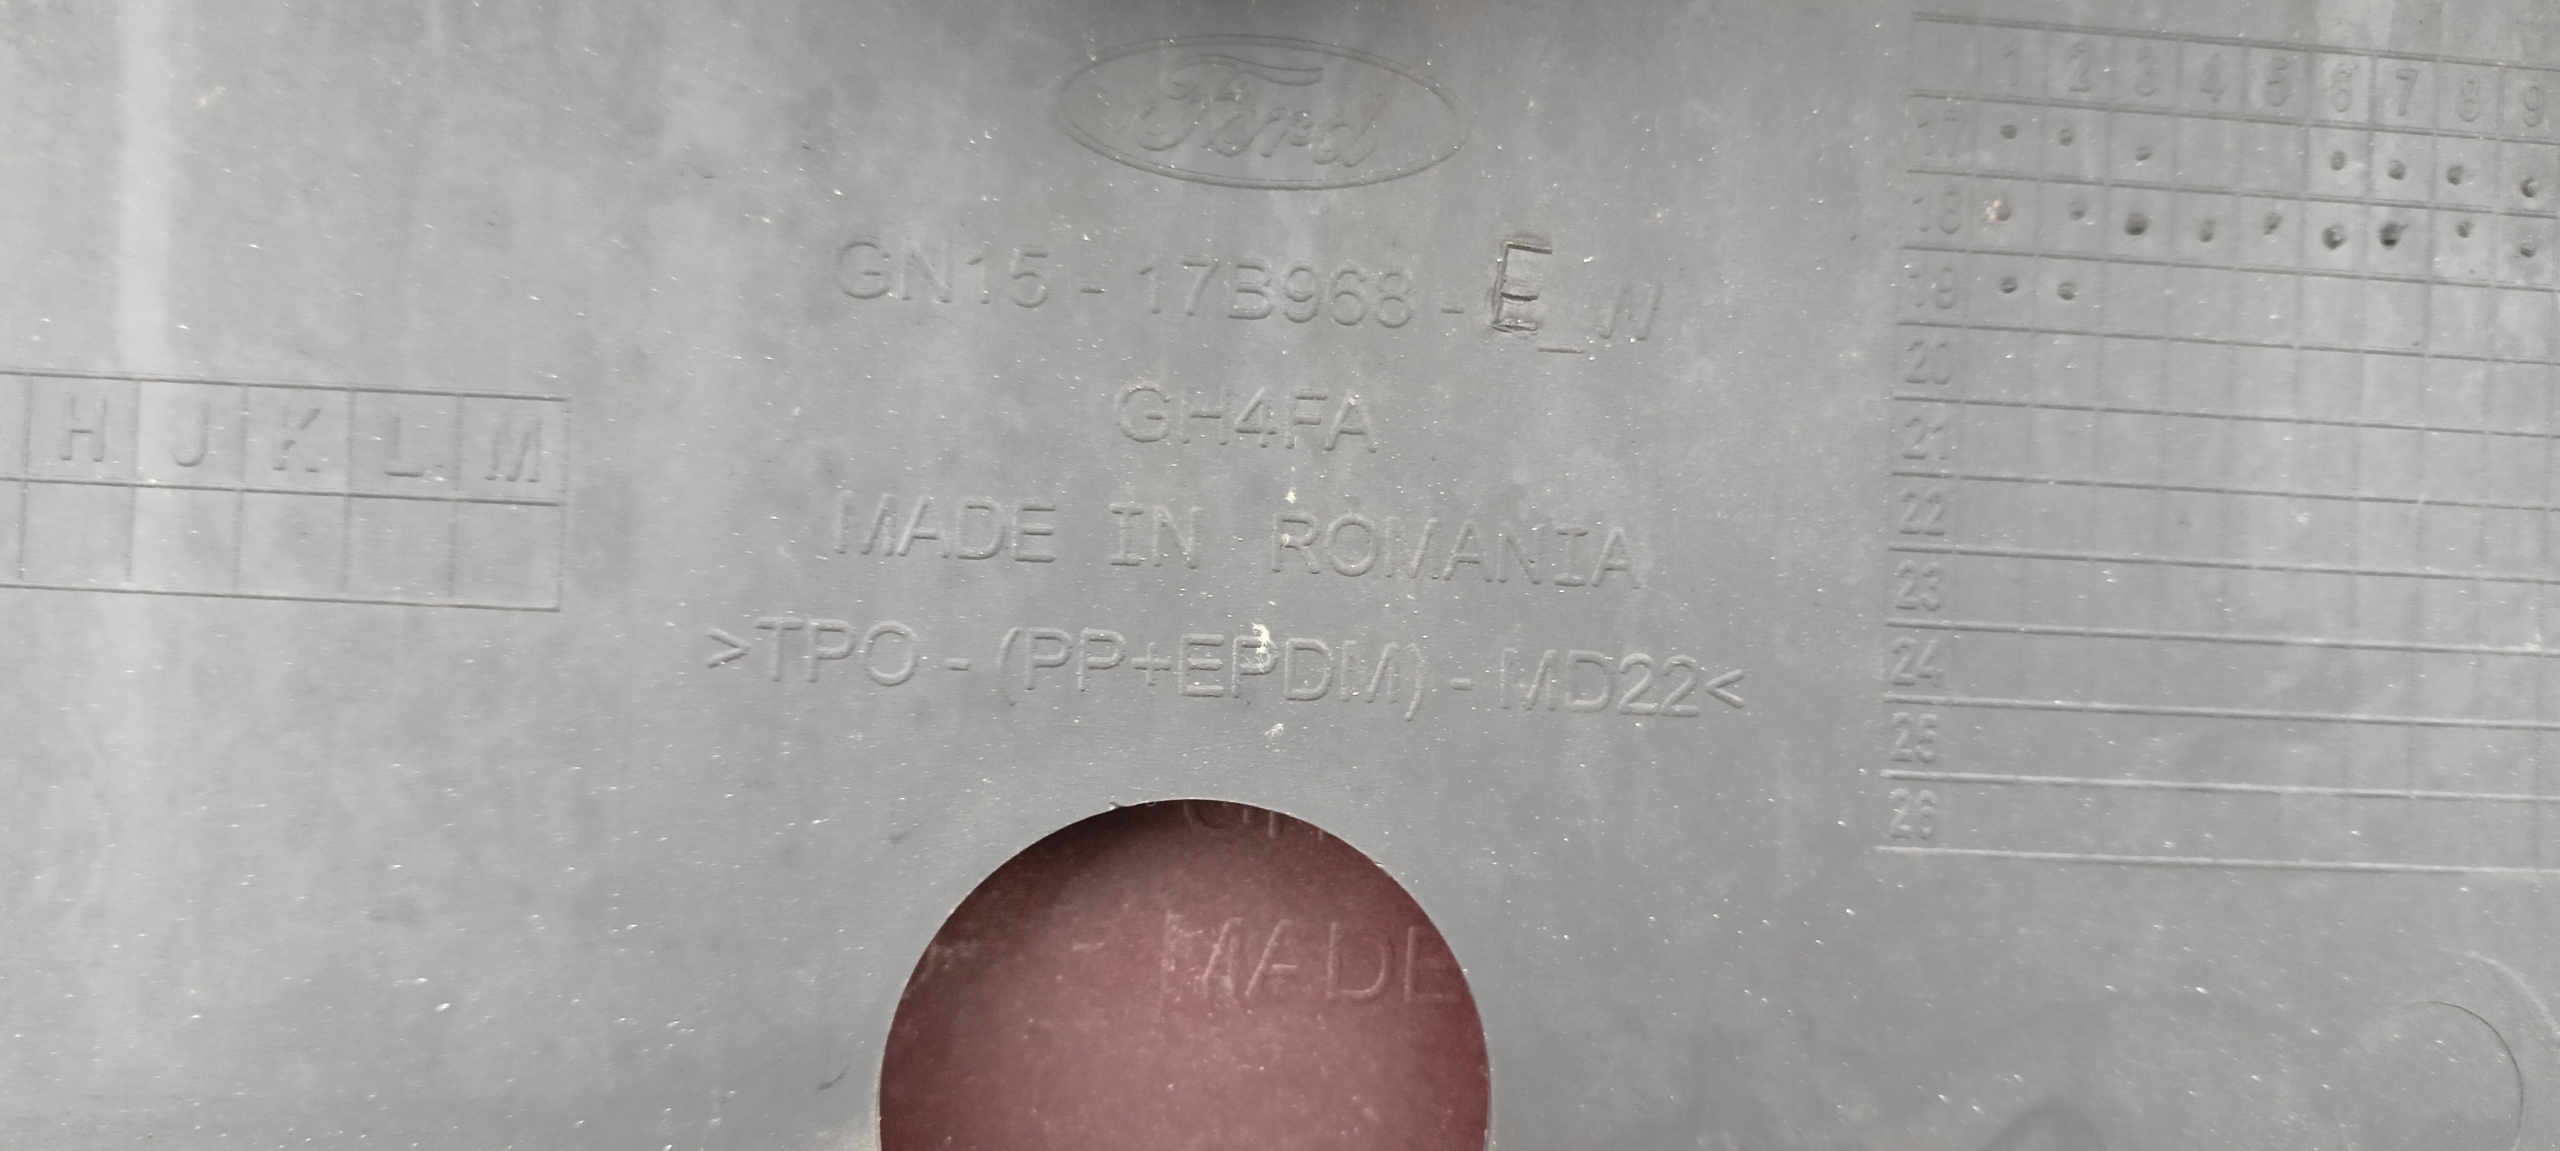 Ford
GN15 - 17B968 - E_W
GH4FA
MADE IN ROMANIA
>TPO - (PP+EPDM) - MD22<
H J K L M
1 2 3 4 5 6 7 8 9
17
18
19
20
21
22
23
24
25
26
MADE